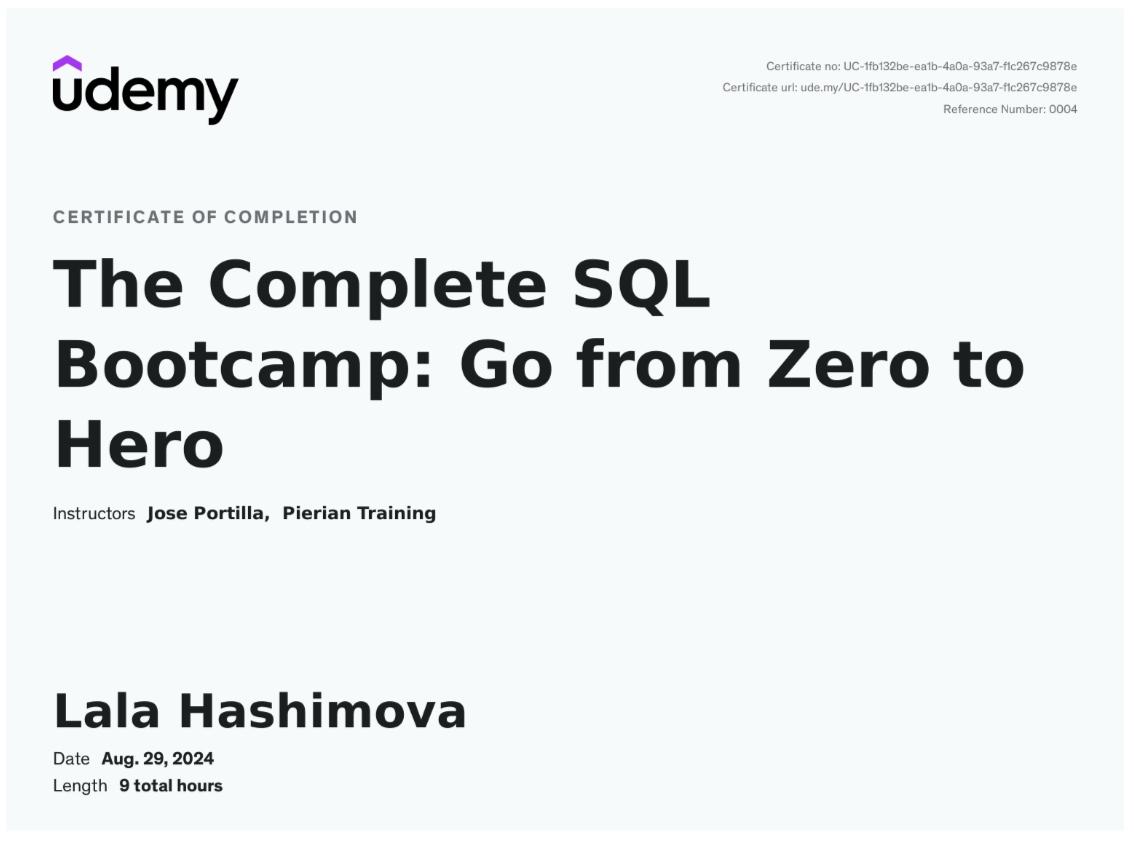 udemy
Certificate no: UC-1fb132be-ea1b-4a0a-93a7-f1c267c9878e
Certificate url: ude.my/UC-1fb132be-ea1b-4a0a-93a7-f1c267c9878e
Reference Number: 0004
CERTIFICATE OF COMPLETION
The Complete SQL
Bootcamp: Go from Zero to
Hero
Instructors Jose Portilla, Pierian Training
Lala Hashimova
Date Aug. 29, 2024
Length 9 total hours